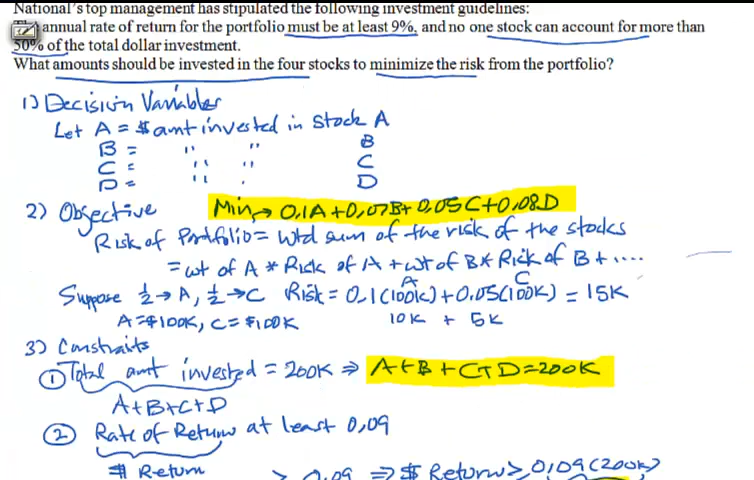 National's top management has stipulated the following investment guidelines:
annual rate of return for the portfolio must be at least 9%, and no one stock can account for more than
50% of the total dollar investment.
What amounts should be invested in the four stocks to minimize the risk from the portfolio?
1) Decision Variables
Let A = $ amt invested in Stock A
B = " " B
C = " " C
D = " " D
2) Objective Min → 0.1A+0.07B+0.05C+0.08D
Risk of Portfolio = Wtd sum of the risk of the stocks
= wt of A * Risk of A + wt of B * Risk of B + ....
A C
Suppose ½→A, ½→C Risk = 0.1(100K)+0.05(100K) = 15K
A=$100K, C=$100K 10K + 5K
3) Constraints
① Total amt invested = 200K ⇒ A+B+C+D=200K
A+B+C+D
② Rate of Return at least 0.09
$ Return ≥ 0.09 ⇒ $ Return ≥ 0.09(200K)